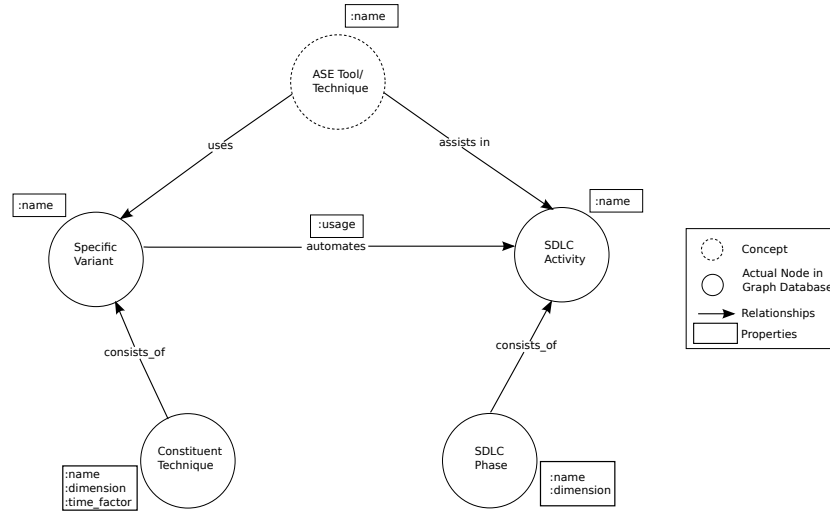 :name
ASE Tool/
Technique
uses
assists in
:name
:name
:usage
automates
Specific
Variant
SDLC
Activity
Concept
Actual Node in
Graph Database
Relationships
Properties
consists_of
consists_of
Constituent
Technique
SDLC
Phase
:name
:dimension
:time_factor
:name
:dimension